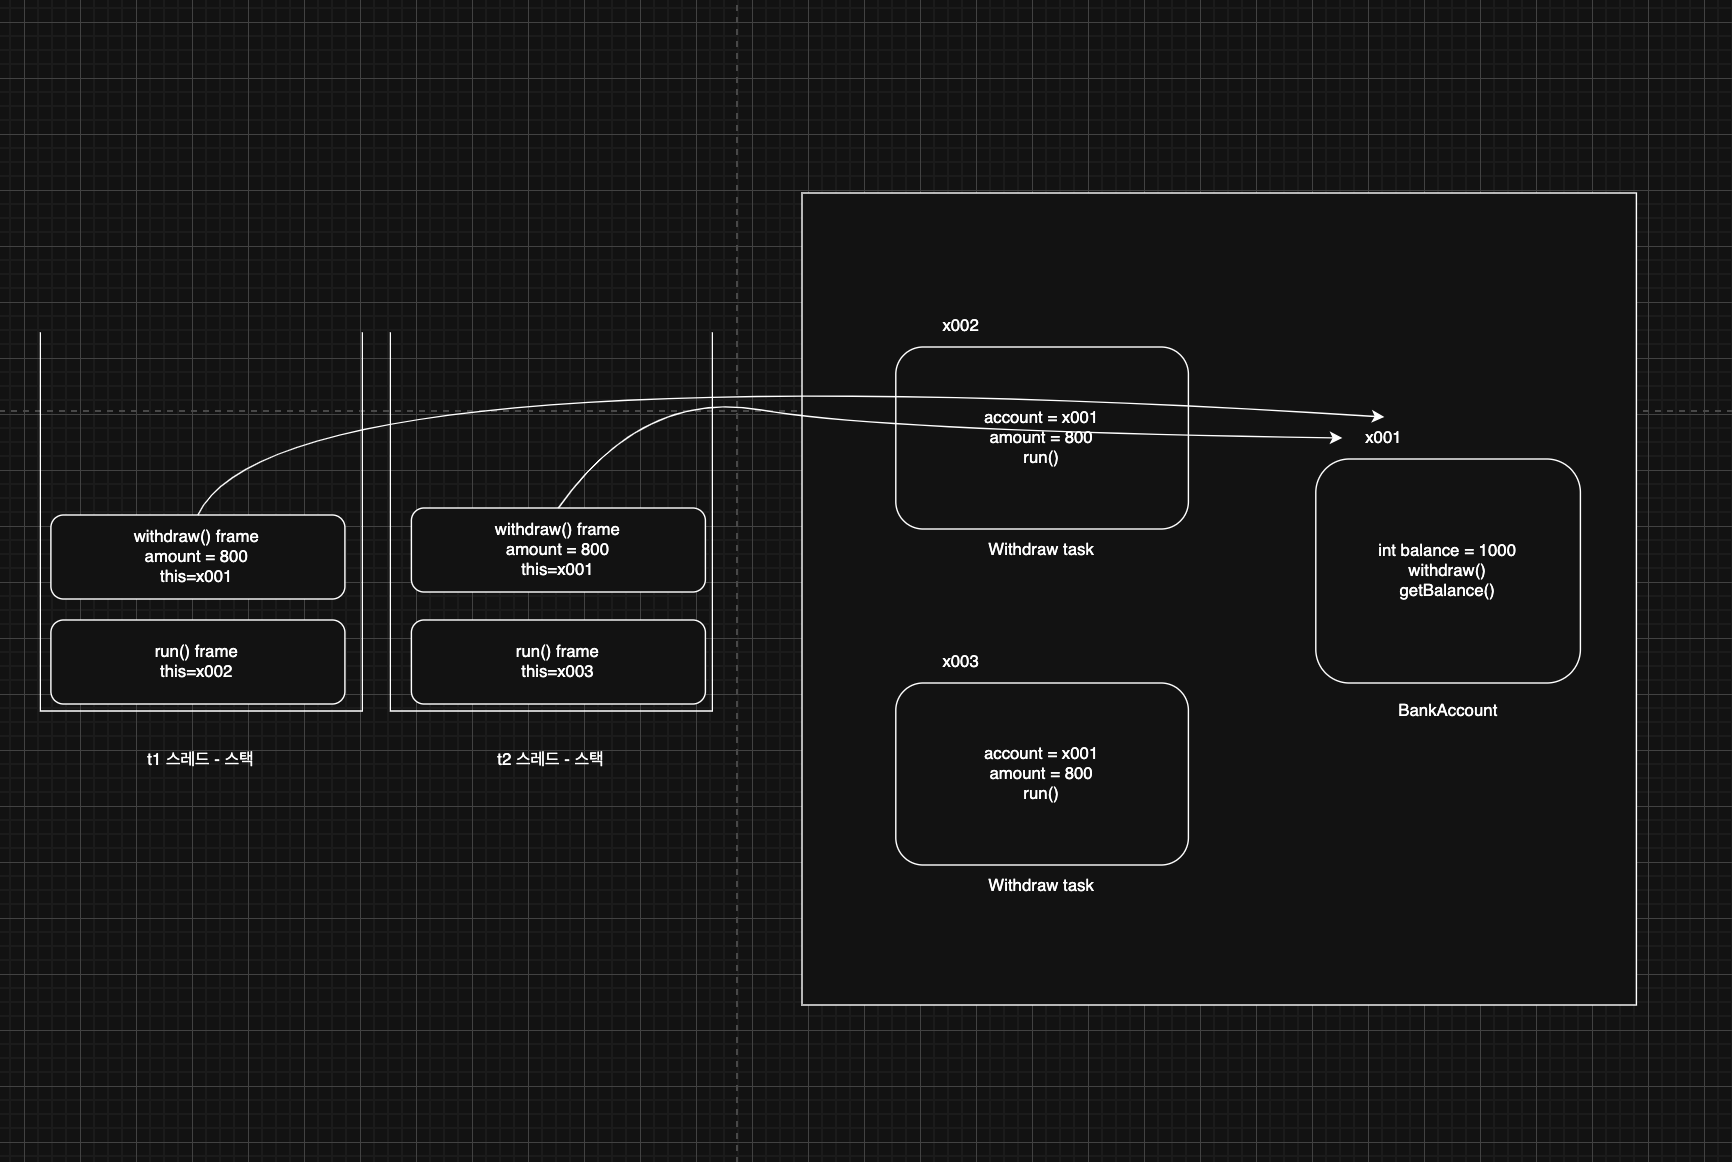 withdraw() frame
amount = 800
this=x001
run() frame
this=x002
t1 스레드 - 스택
withdraw() frame
amount = 800
this=x001
run() frame
this=x003
t2 스레드 - 스택
x002
account = x001
amount = 800
run()
Withdraw task
x003
account = x001
amount = 800
run()
Withdraw task
x001
int balance = 1000
withdraw()
getBalance()
BankAccount